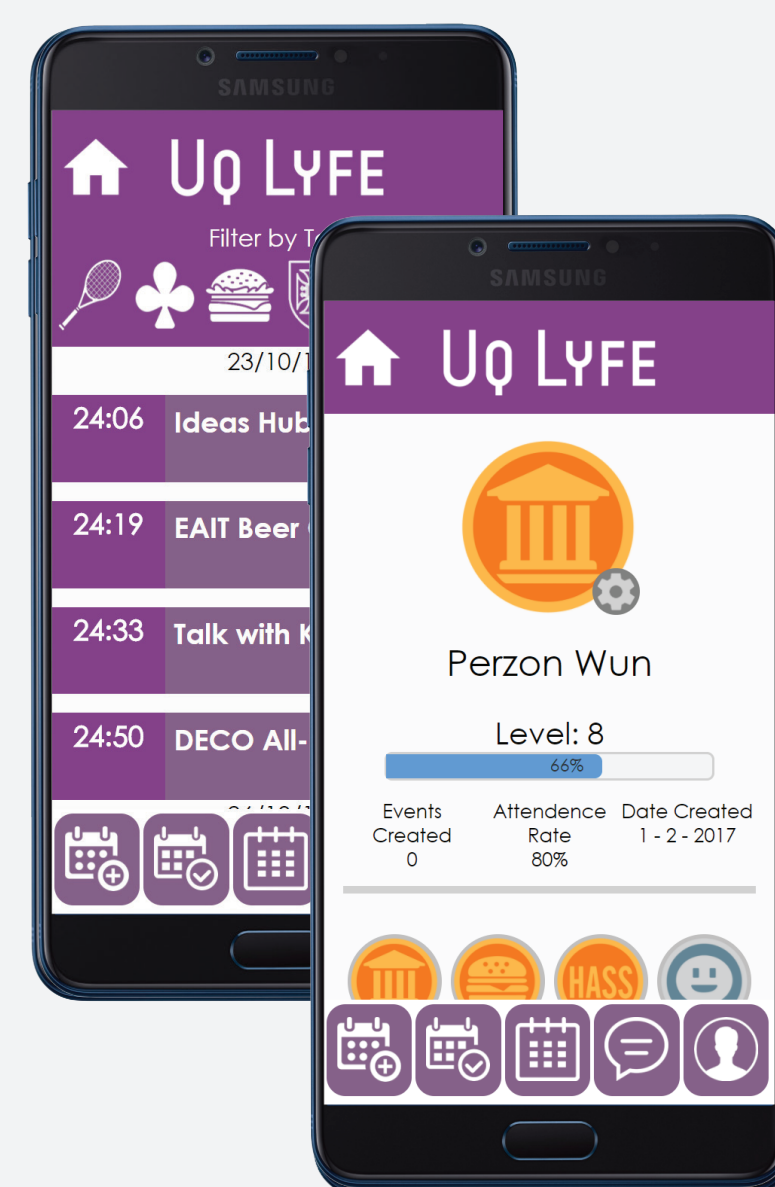 SAMSUNG
UQ LYFE
Filter by
23/10/1
24:06 Ideas Hub
24:19 EAIT Beer
24:33 Talk with
24:50 DECO All-
SAMSUNG
UQ LYFE
Perzon Wun
Level: 8
66%
Events Attendence Date Created
Created Rate 1 - 2 - 2017
0 80%
HASS